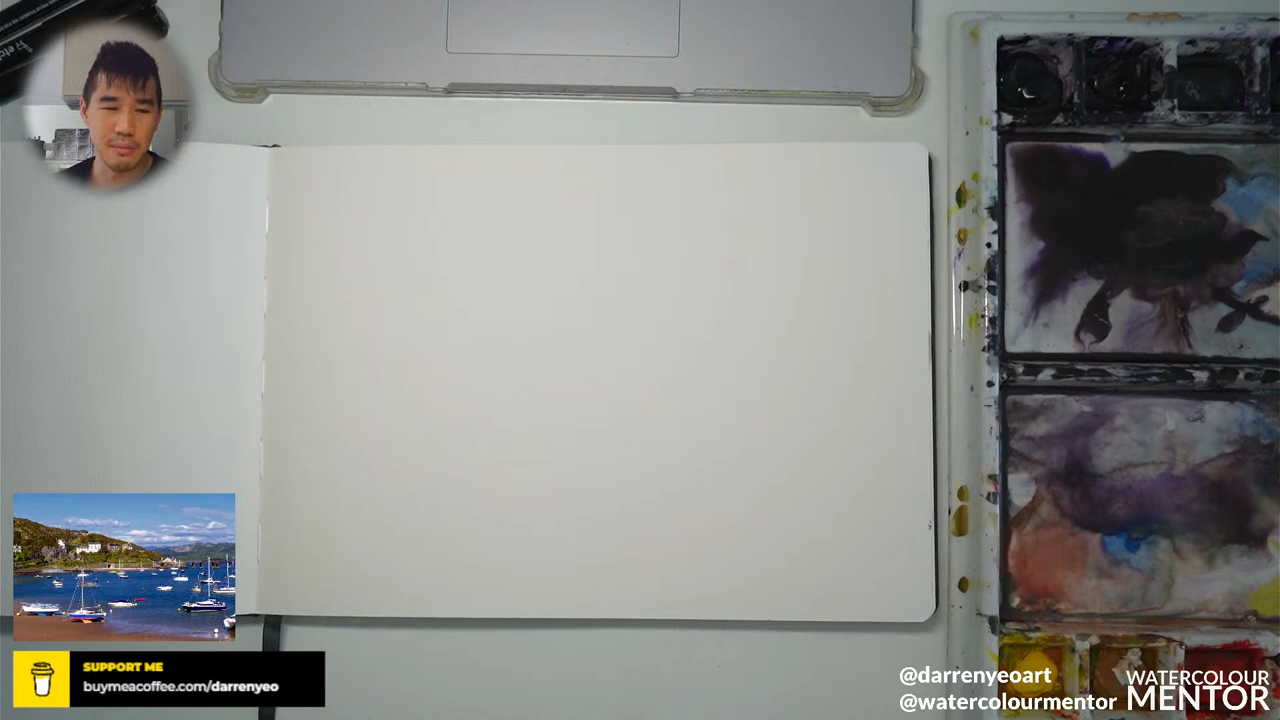 SUPPORT ME
buymeacoffee.com/darrenyeo
@darrenyeoart
@watercolourmentor
WATERCOLOUR
MENTOR